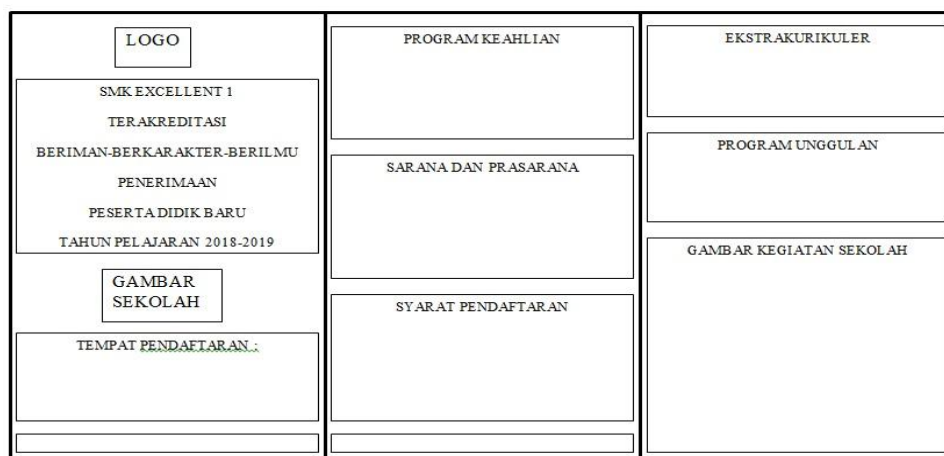 LOGO
SMK EXCELLENT 1
TERAKREDITASI
BERIMAN-BERKARAKTER-BERILMU
PENERIMAAN
PESERTA DIDIK BARU
TAHUN PELAJARAN 2018-2019
GAMBAR
SEKOLAH
TEMPAT PENDAFTARAN :
PROGRAM KEAHLIAN
SARANA DAN PRASARANA
SYARAT PENDAFTARAN
EKSTRAKURIKULER
PROGRAM UNGGULAN
GAMBAR KEGIATAN SEKOLAH